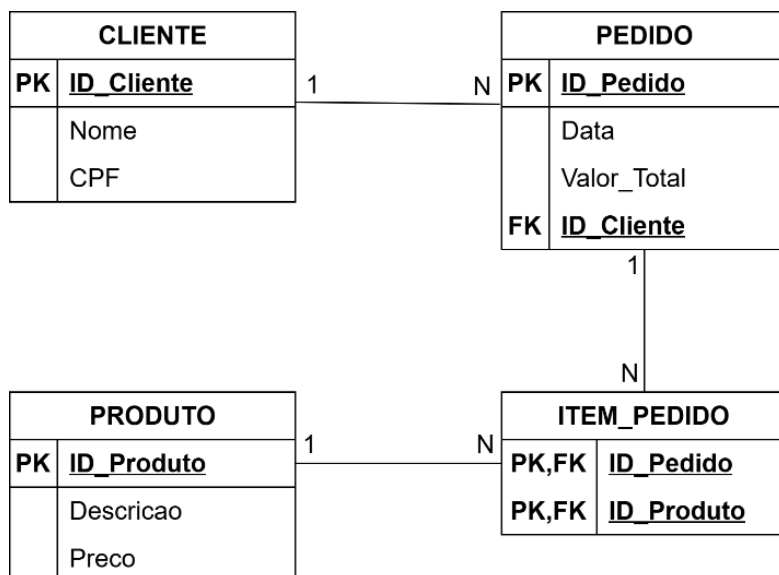 CLIENTE
PK ID_Cliente
Nome
CPF
1 N
PEDIDO
PK ID_Pedido
Data
Valor_Total
FK ID_Cliente
1
N
PRODUTO
PK ID_Produto
Descricao
Preco
1 N
ITEM_PEDIDO
PK,FK ID_Pedido
PK,FK ID_Produto